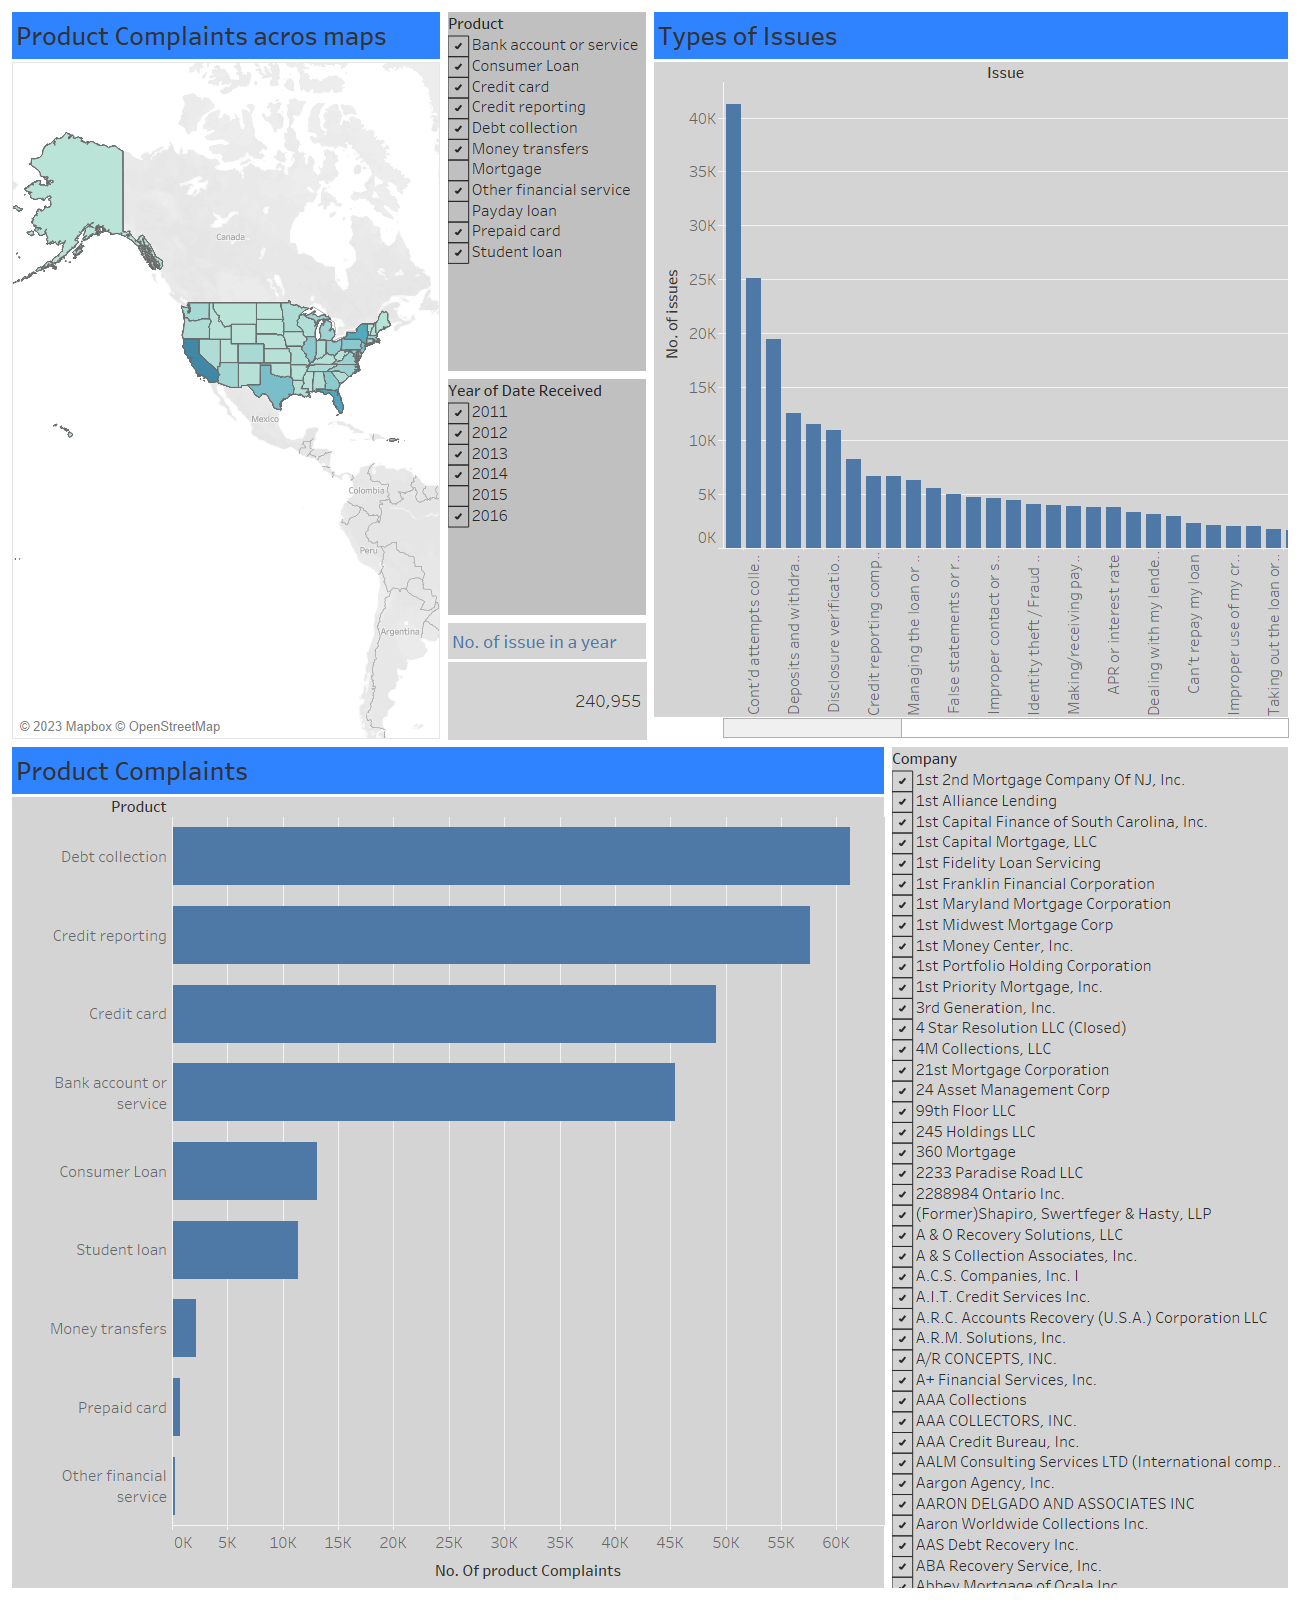 Product Complaints acros maps
Canada
Mexico
Colombia
Peru
Argentina
© 2023 Mapbox © OpenStreetMap
Product
Bank account or service
Consumer Loan
Credit card
Credit reporting
Debt collection
Money transfers
Mortgage
Other financial service
Payday loan
Prepaid card
Student loan
Year of Date Received
2011
2012
2013
2014
2015
2016
No. of issue in a year
240,955
Types of Issues
Issue
No. of issues
40K
35K
30K
25K
20K
15K
10K
5K
0K
Cont'd attempts colle..
Deposits and withdra..
Disclosure verificatio..
Credit reporting comp..
Managing the loan or ..
False statements or r..
Improper contact or s..
Identity theft / Fraud ..
Making/receiving pay..
APR or interest rate
Dealing with my lende..
Can't repay my loan
Improper use of my cr..
Taking out the loan or..
Product Complaints
Product
Debt collection
Credit reporting
Credit card
Bank account or
service
Consumer Loan
Student loan
Money transfers
Prepaid card
Other financial
service
0K 5K 10K 15K 20K 25K 30K 35K 40K 45K 50K 55K 60K
No. Of product Complaints
Company
1st 2nd Mortgage Company Of NJ, Inc.
1st Alliance Lending
1st Capital Finance of South Carolina, Inc.
1st Capital Mortgage, LLC
1st Fidelity Loan Servicing
1st Franklin Financial Corporation
1st Maryland Mortgage Corporation
1st Midwest Mortgage Corp
1st Money Center, Inc.
1st Portfolio Holding Corporation
1st Priority Mortgage, Inc.
3rd Generation, Inc.
4 Star Resolution LLC (Closed)
4M Collections, LLC
21st Mortgage Corporation
24 Asset Management Corp
99th Floor LLC
245 Holdings LLC
360 Mortgage
2233 Paradise Road LLC
2288984 Ontario Inc.
(Former)Shapiro, Swertfeger & Hasty, LLP
A & O Recovery Solutions, LLC
A & S Collection Associates, Inc.
A.C.S. Companies, Inc. I
A.I.T. Credit Services Inc.
A.R.C. Accounts Recovery (U.S.A.) Corporation LLC
A.R.M. Solutions, Inc.
A/R CONCEPTS, INC.
A+ Financial Services, Inc.
AAA Collections
AAA COLLECTORS, INC.
AAA Credit Bureau, Inc.
AALM Consulting Services LTD (International comp..
Aargon Agency, Inc.
AARON DELGADO AND ASSOCIATES INC
Aaron Worldwide Collections Inc.
AAS Debt Recovery Inc.
ABA Recovery Service, Inc.
Abbey Mortgage of Ocala Inc